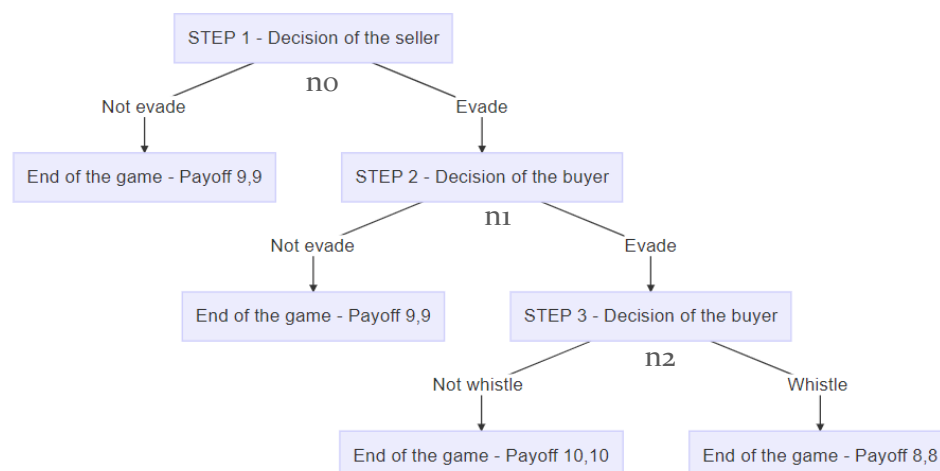 STEP 1 - Decision of the seller
n0
Not evade
Evade
End of the game - Payoff 9,9
STEP 2 - Decision of the buyer
n1
Not evade
Evade
End of the game - Payoff 9,9
STEP 3 - Decision of the buyer
n2
Not whistle
Whistle
End of the game - Payoff 10,10
End of the game - Payoff 8,8